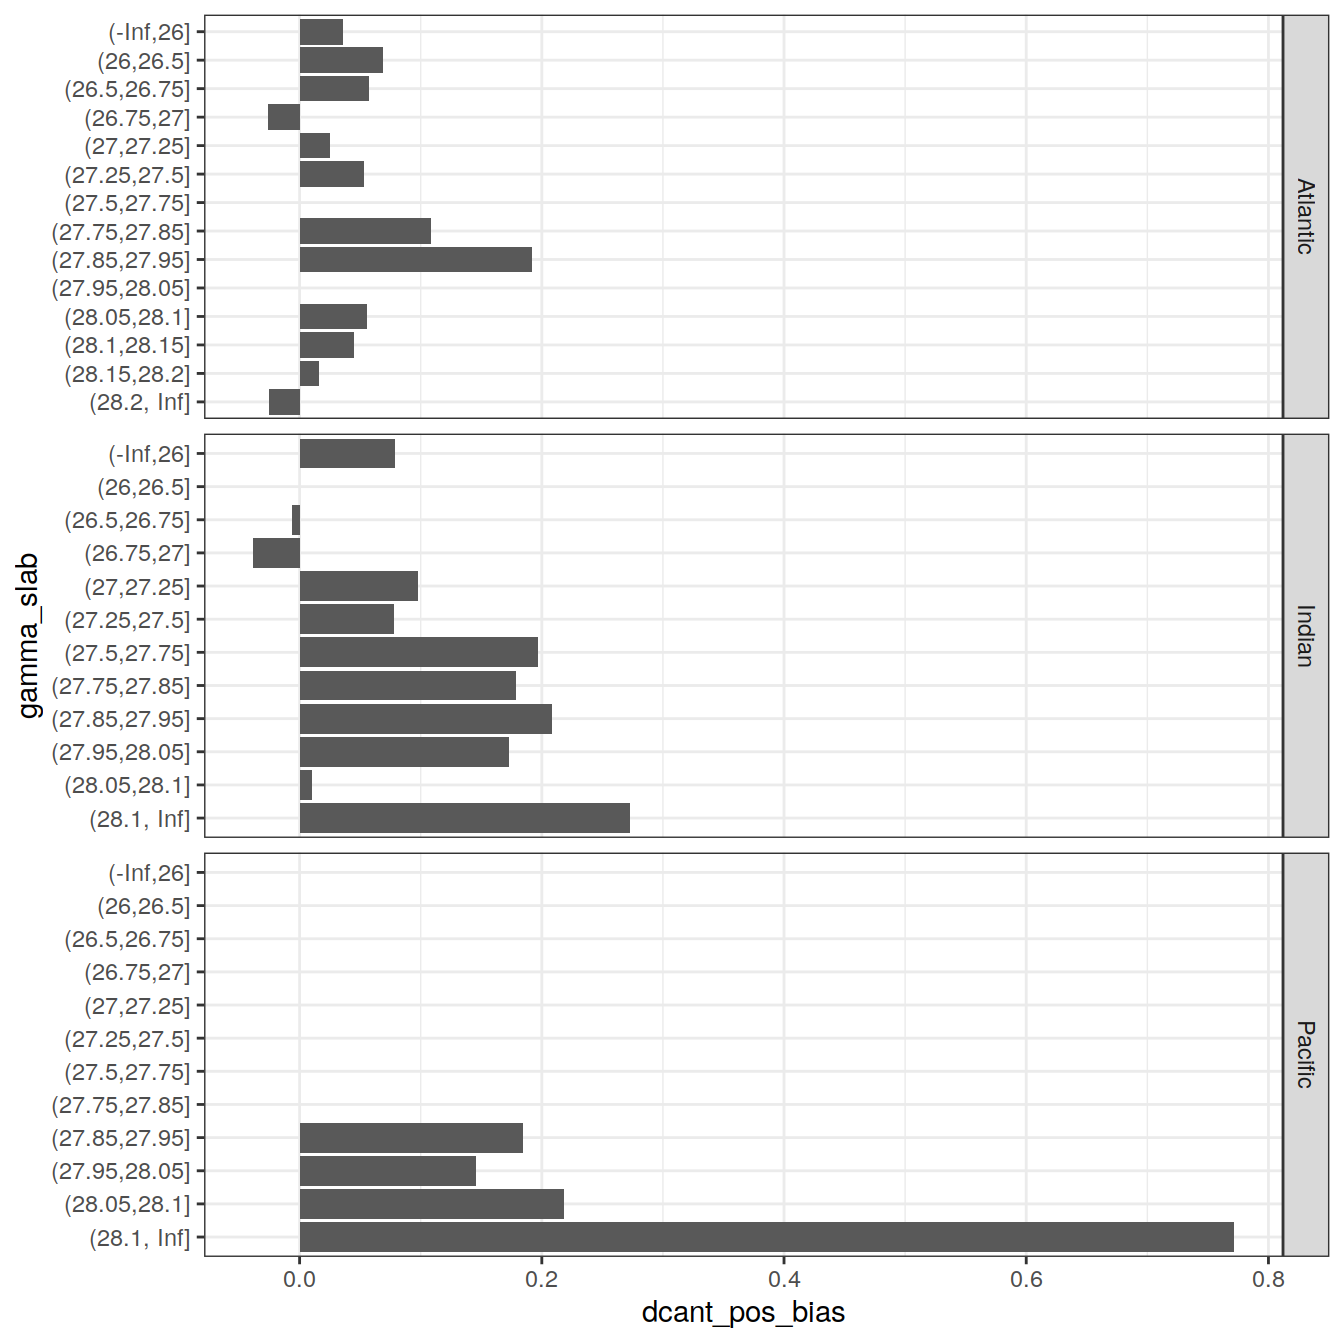 (-Inf,26]
(26,26.5]
(26.5,26.75]
(26.75,27]
(27,27.25]
(27.25,27.5]
(27.5,27.75]
(27.75,27.85]
(27.85,27.95]
(27.95,28.05]
(28.05,28.1]
(28.1,28.15]
(28.15,28.2]
(28.2, Inf]
Atlantic
(-Inf,26]
(26,26.5]
(26.5,26.75]
(26.75,27]
(27,27.25]
(27.25,27.5]
(27.5,27.75]
(27.75,27.85]
(27.85,27.95]
(27.95,28.05]
(28.05,28.1]
(28.1, Inf]
Indian
gamma_slab
(-Inf,26]
(26,26.5]
(26.5,26.75]
(26.75,27]
(27,27.25]
(27.25,27.5]
(27.5,27.75]
(27.75,27.85]
(27.85,27.95]
(27.95,28.05]
(28.05,28.1]
(28.1, Inf]
Pacific
0.0 0.2 0.4 0.6 0.8
dcant_pos_bias